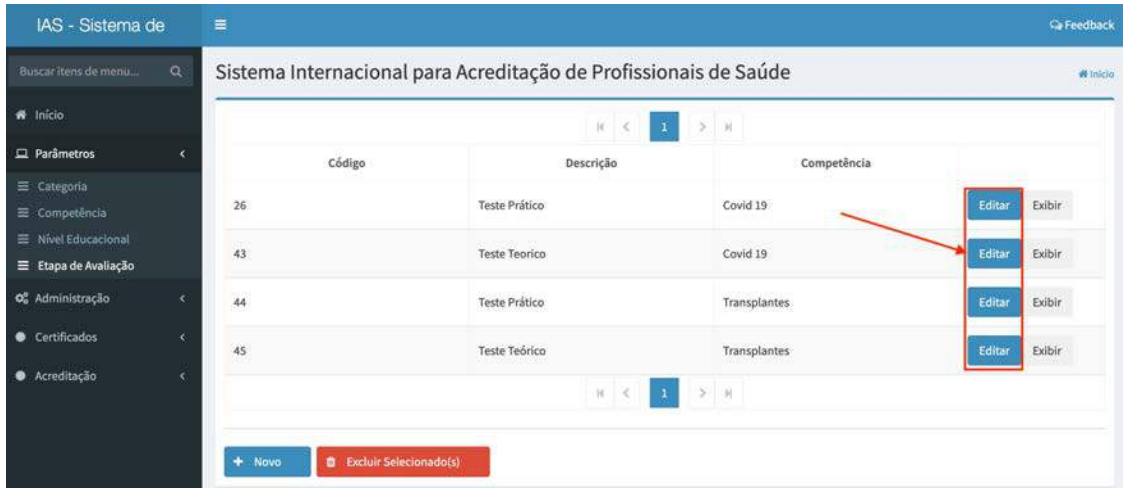 IAS - Sistema de
Feedback
Buscar itens de menu...
Sistema Internacional para Acreditação de Profissionais de Saúde
Início
Início
Parâmetros
Categoria
Competência
Nível Educacional
Etapa de Avaliação
Administração
Certificados
Acreditação
1
Código Descrição Competência
26 Teste Prático Covid 19 Editar Exibir
43 Teste Teorico Covid 19 Editar Exibir
44 Teste Prático Transplantes Editar Exibir
45 Teste Teórico Transplantes Editar Exibir
1
+ Novo Excluir Selecionado(s)